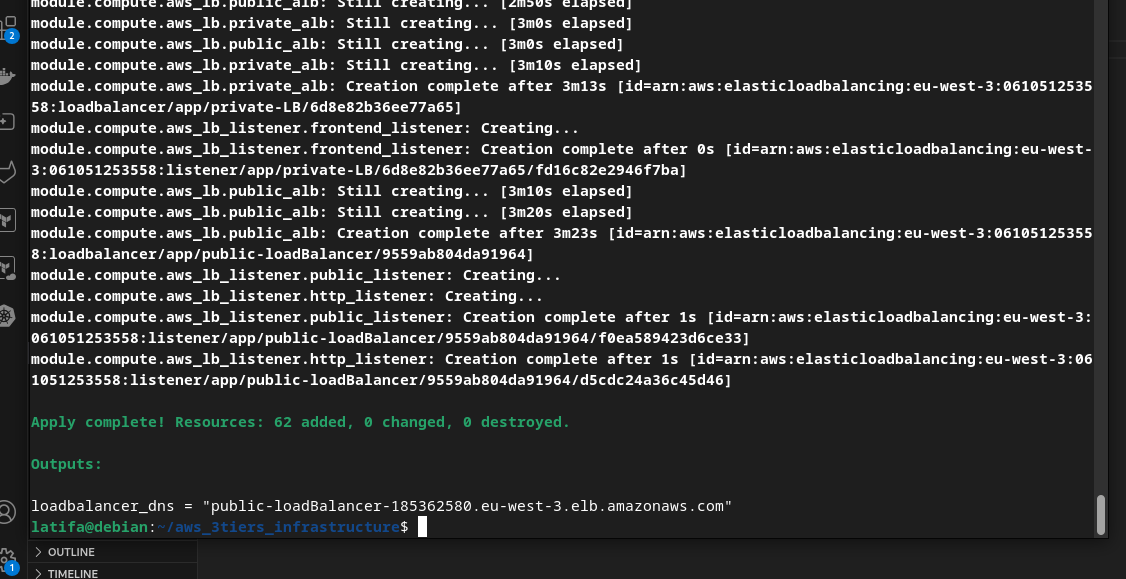 module.compute.aws_lb.public_alb: Still creating... [2m50s elapsed]
module.compute.aws_lb.private_alb: Still creating... [3m0s elapsed]
module.compute.aws_lb.public_alb: Still creating... [3m0s elapsed]
module.compute.aws_lb.private_alb: Still creating... [3m10s elapsed]
module.compute.aws_lb.private_alb: Creation complete after 3m13s [id=arn:aws:elasticloadbalancing:eu-west-3:0610512535
58:loadbalancer/app/private-LB/6d8e82b36ee77a65]
module.compute.aws_lb_listener.frontend_listener: Creating...
module.compute.aws_lb_listener.frontend_listener: Creation complete after 0s [id=arn:aws:elasticloadbalancing:eu-west-
3:061051253558:listener/app/private-LB/6d8e82b36ee77a65/fd16c82e2946f7ba]
module.compute.aws_lb.public_alb: Still creating... [3m10s elapsed]
module.compute.aws_lb.public_alb: Still creating... [3m20s elapsed]
module.compute.aws_lb.public_alb: Creation complete after 3m23s [id=arn:aws:elasticloadbalancing:eu-west-3:06105125355
8:loadbalancer/app/public-loadBalancer/9559ab804da91964]
module.compute.aws_lb_listener.public_listener: Creating...
module.compute.aws_lb_listener.http_listener: Creating...
module.compute.aws_lb_listener.public_listener: Creation complete after 1s [id=arn:aws:elasticloadbalancing:eu-west-3:
061051253558:listener/app/public-loadBalancer/9559ab804da91964/f0ea589423d6ce33]
module.compute.aws_lb_listener.http_listener: Creation complete after 1s [id=arn:aws:elasticloadbalancing:eu-west-3:06
1051253558:listener/app/public-loadBalancer/9559ab804da91964/d5cdc24a36c45d46]
Apply complete! Resources: 62 added, 0 changed, 0 destroyed.
Outputs:
loadbalancer_dns = "public-loadBalancer-185362580.eu-west-3.elb.amazonaws.com"
latifa@debian:~/aws_3tiers_infrastructure$
OUTLINE
TIMELINE
2
1